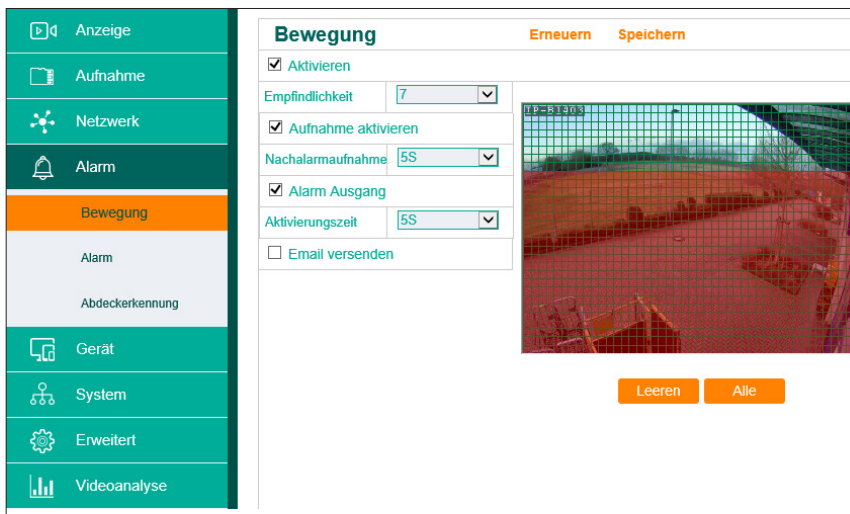 Anzeige
Aufnahme
Netzwerk
Alarm
Bewegung
Alarm
Abdeckerkennung
Gerät
System
Erweitert
Videoanalyse
Bewegung Erneuern Speichern
Aktivieren
Empfindlichkeit 7
Aufnahme aktivieren
Nachalarmaufnahme 5S
Alarm Ausgang
Aktivierungszeit 5S
Email versenden
Leeren Alle